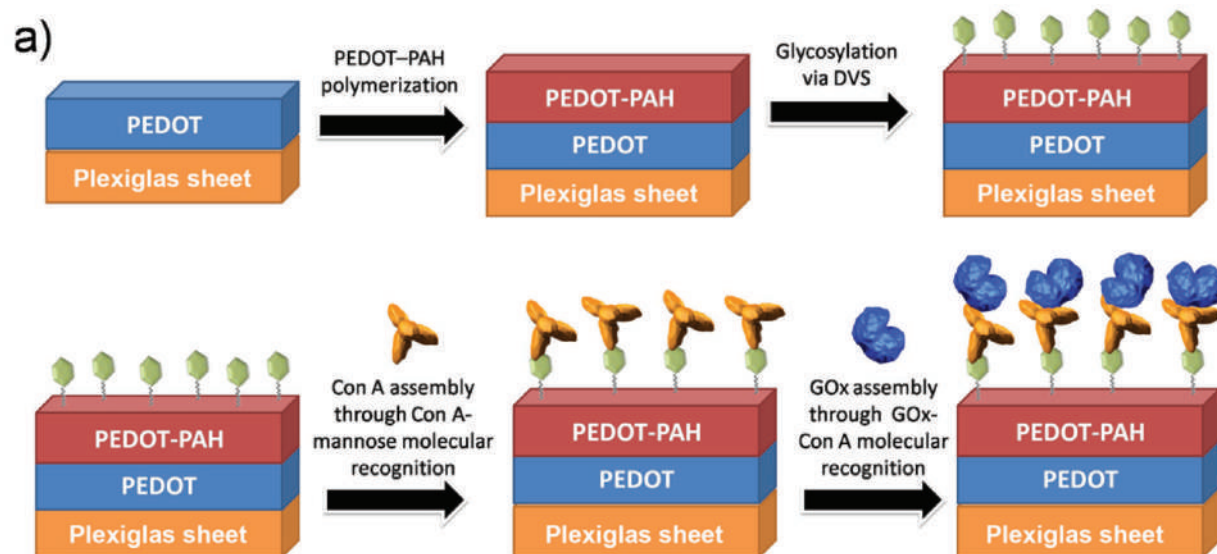 a)
PEDOT
Plexiglas sheet
PEDOT–PAH
polymerization
PEDOT-PAH
PEDOT
Plexiglas sheet
Glycosylation
via DVS
PEDOT-PAH
PEDOT
Plexiglas sheet
PEDOT-PAH
PEDOT
Plexiglas sheet
Con A assembly
through Con A-
mannose molecular
recognition
PEDOT-PAH
PEDOT
Plexiglas sheet
GOx assembly
through GOx-
Con A molecular
recognition
PEDOT-PAH
PEDOT
Plexiglas sheet